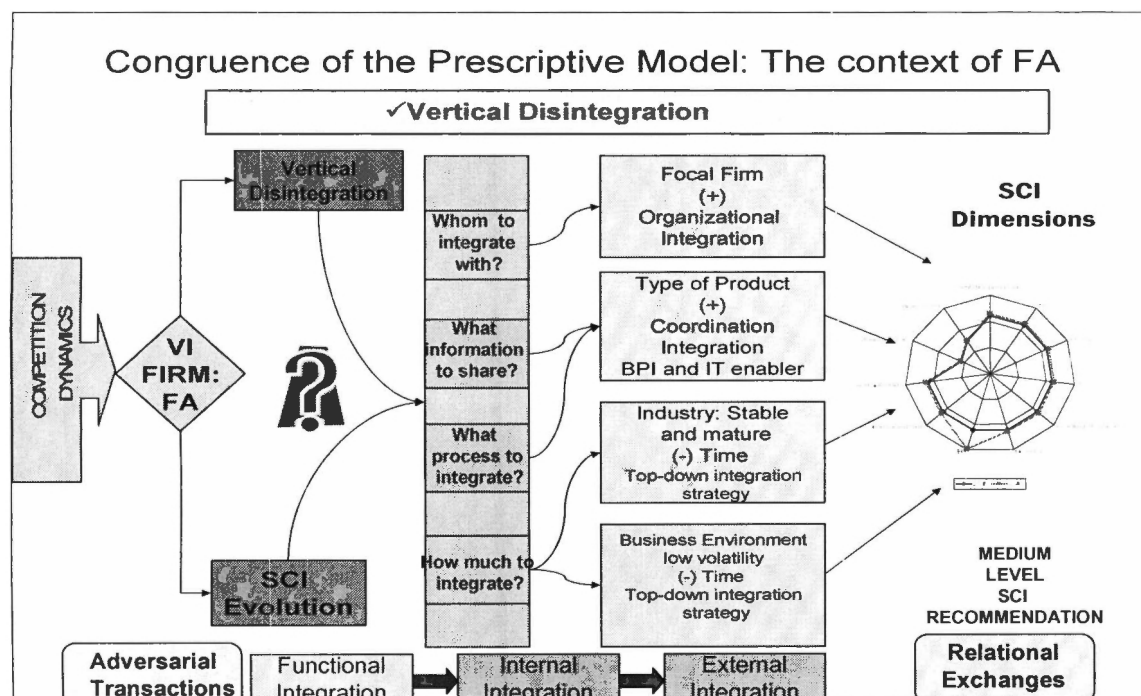 Congruence of the Prescriptive Model: The context of FA
✓Vertical Disintegration
COMPETITION
DYNAMICS
VI
FIRM:
FA
Vertical
Disintegration
SCI
Evolution
?
Whom to
integrate
with?
What
information
to share?
What
process to
integrate?
How much to
integrate?
Focal Firm
(+)
Organizational
Integration
Type of Product
(+)
Coordination
Integration
BPI and IT enabler
Industry: Stable
and mature
(-) Time
Top-down integration
strategy
Business Environment
low volatility
(-) Time
Top-down integration
strategy
SCI
Dimensions
MEDIUM
LEVEL
SCI
RECOMMENDATION
Adversarial
Transactions
Functional
Integration
Internal
Integration
External
Integration
Relational
Exchanges